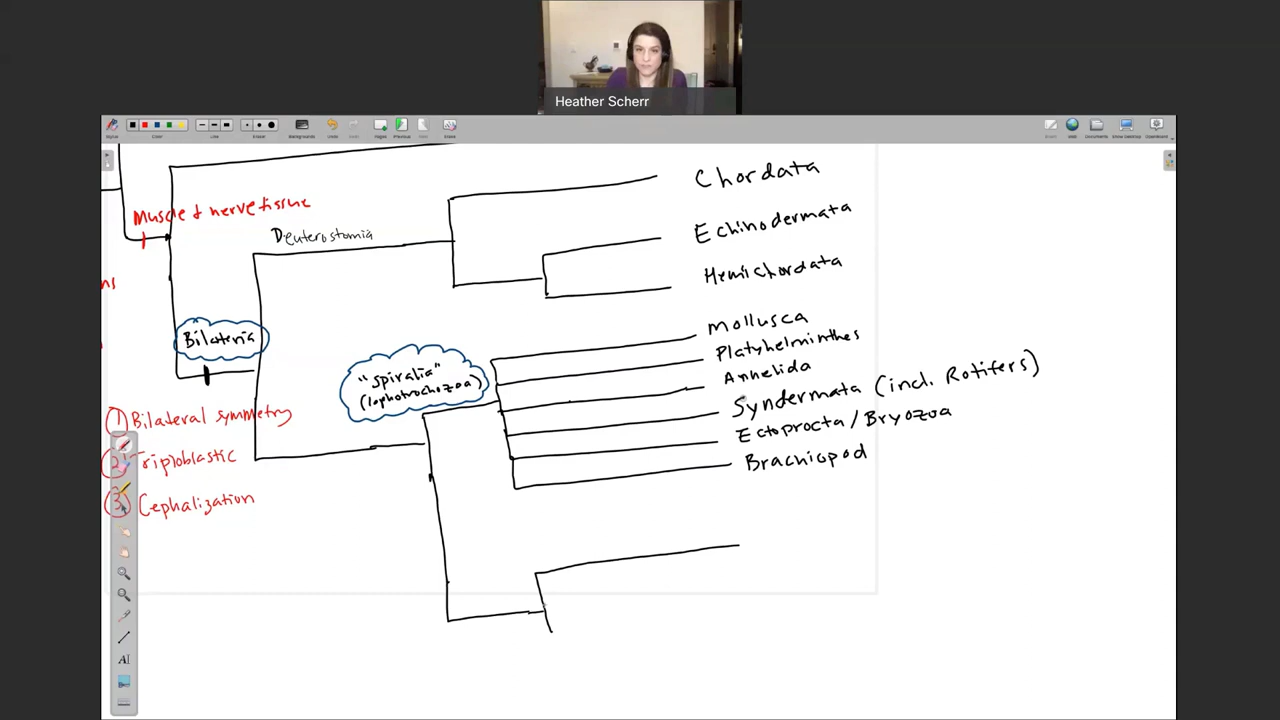 Heather Scherr
Chordata
Muscle & nerve tissue
Deuterostomia
Echinodermata
Hemichordata
ns
Mollusca
Bilateria
Platyhelminthes
Annelida
"Spiralia"
(lophotrochozoa)
Syndermata (incl. Rotifers)
① Bilateral symmetry
Ectoprocta / Bryozoa
② Triploblastic
Brachiopod
③ Cephalization